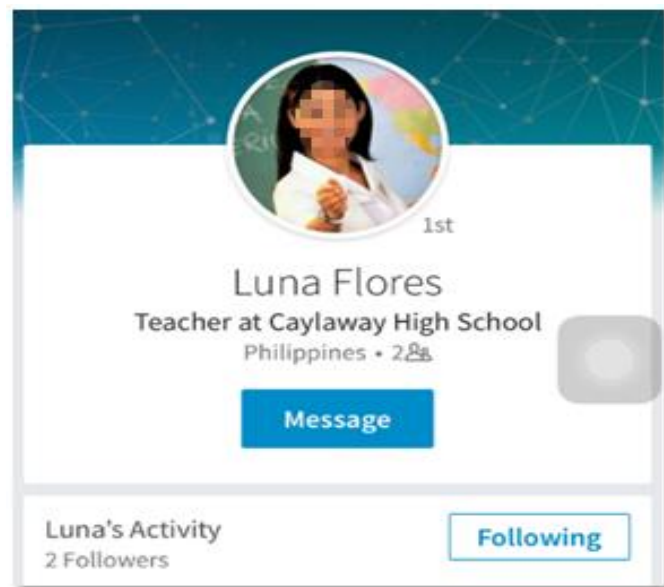 1st
Luna Flores
Teacher at Caylaway High School
Philippines • 2
Message
Luna's Activity
2 Followers
Following